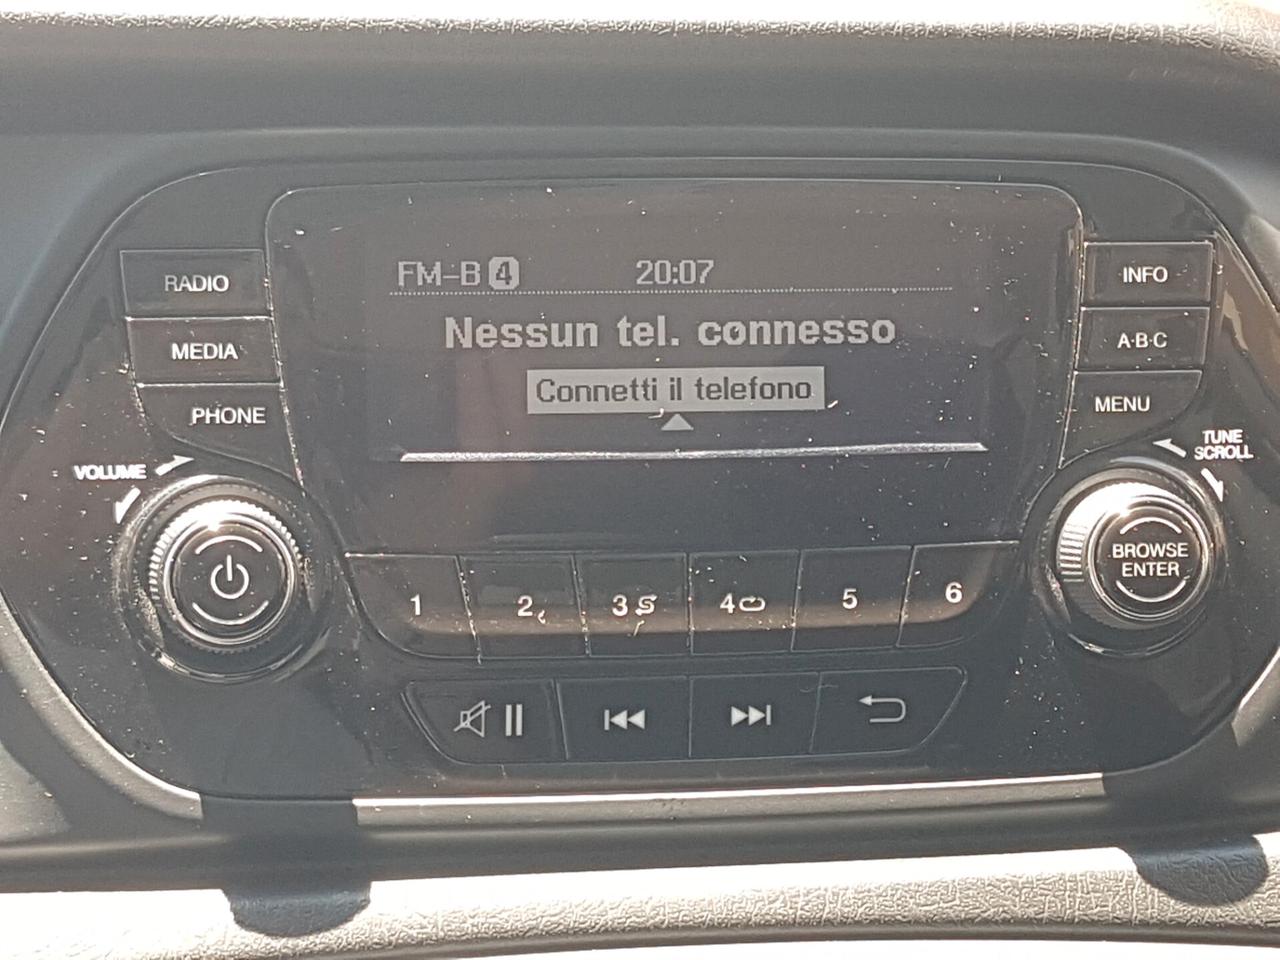 FM-B 4 20:07
Nessun tel. connesso
Connetti il telefono
RADIO
MEDIA
PHONE
VOLUME
INFO
A·B·C
MENU
TUNE
SCROLL
BROWSE
ENTER
1 2 3 4 5 6